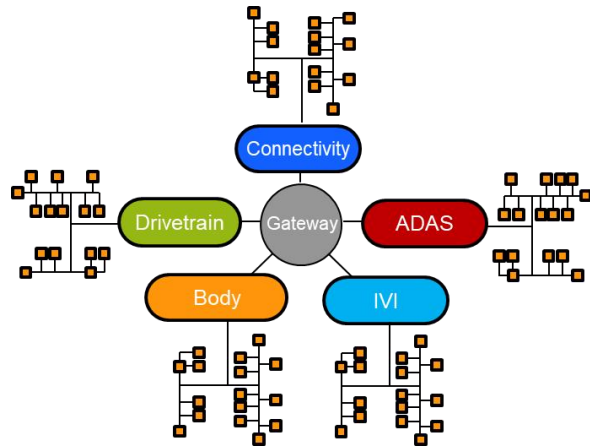 Connectivity
Drivetrain
Gateway
ADAS
Body
IVI